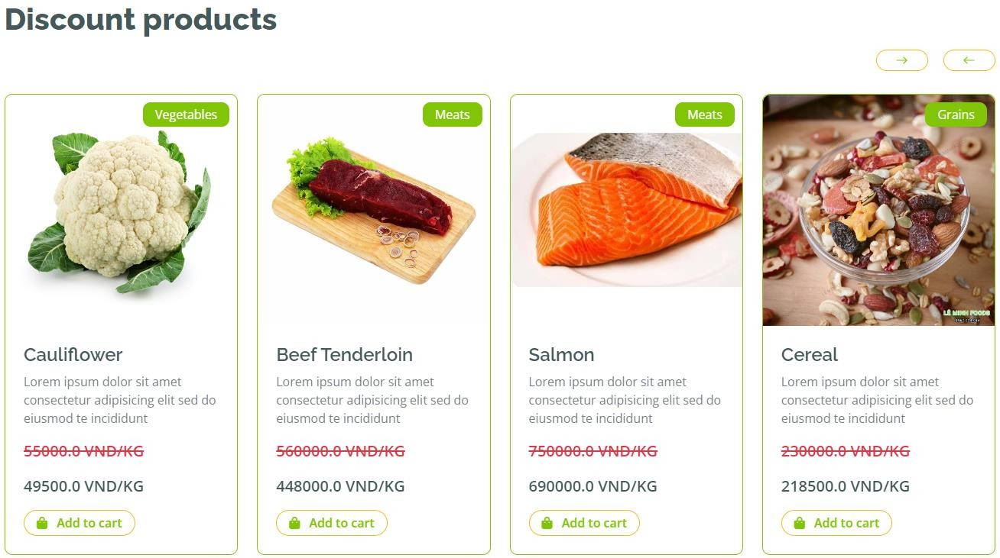 Discount products
Vegetables
Cauliflower
Lorem ipsum dolor sit amet
consectetur adipisicing elit sed do
eiusmod te incididunt
55000.0 VND/KG
49500.0 VND/KG
Add to cart
Meats
Beef Tenderloin
Lorem ipsum dolor sit amet
consectetur adipisicing elit sed do
eiusmod te incididunt
560000.0 VND/KG
448000.0 VND/KG
Add to cart
Meats
Salmon
Lorem ipsum dolor sit amet
consectetur adipisicing elit sed do
eiusmod te incididunt
750000.0 VND/KG
690000.0 VND/KG
Add to cart
Grains
LÊ MINH FOODS
Cereal
Lorem ipsum dolor sit amet
consectetur adipisicing elit sed do
eiusmod te incididunt
230000.0 VND/KG
218500.0 VND/KG
Add to cart